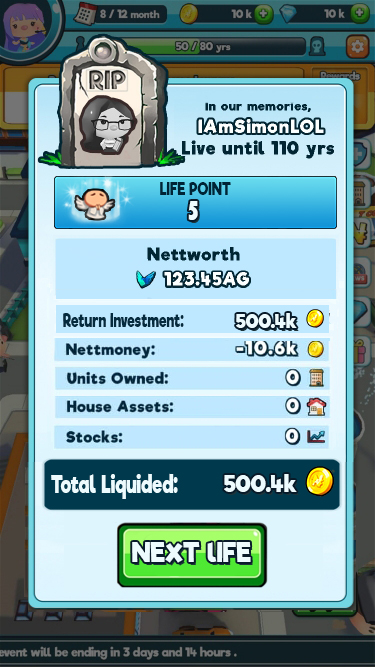 8 / 12 month
10 k
10 k
50 / 80 yrs
Rewards
RIP
In our memories,
IAmSimonLOL
Live until 110 yrs
LIFE POINT
5
Nettworth
123.45AG
Return Investment: 500.4k
Nettmoney: -10.6k
Units Owned: 0
House Assets: 0
Stocks: 0
Total Liquided: 500.4k
NEXT LIFE
event will be ending in 3 days and 14 hours .